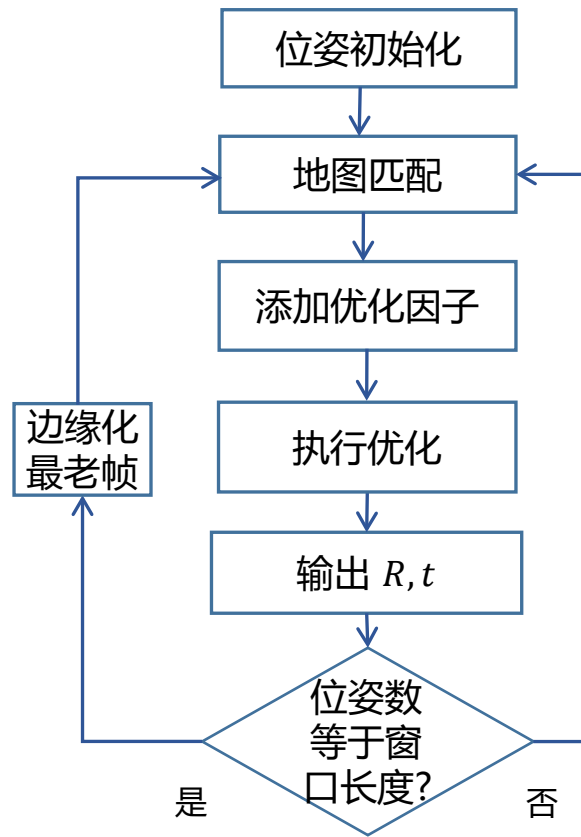 位姿初始化
地图匹配
添加优化因子
执行优化
边缘化
最老帧
输出 R,t
位姿数
等于窗
口长度?
是
否